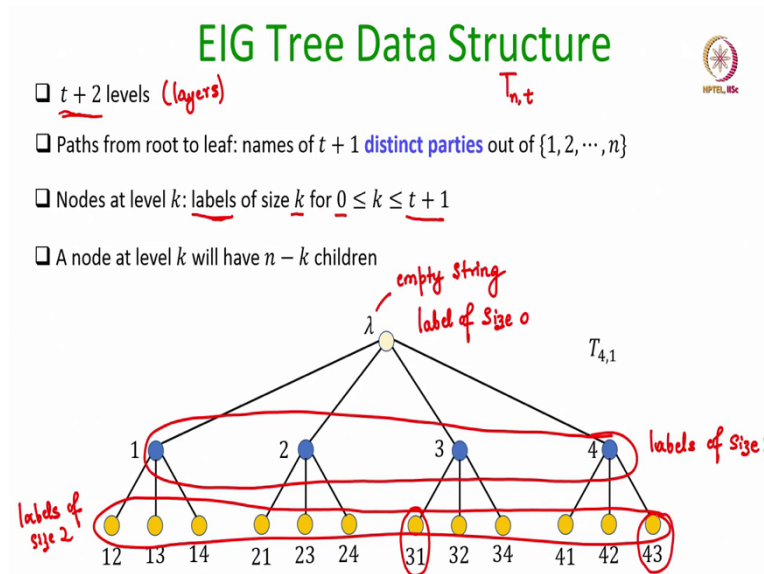 EIG Tree Data Structure
□ t + 2 levels (layers)
T_{n,t}
NPTEL, IISc
□ Paths from root to leaf: names of t + 1 distinct parties out of {1, 2, ⋯, n}
□ Nodes at level k: labels of size k for 0 ≤ k ≤ t + 1
□ A node at level k will have n − k children
empty string
λ label of size 0
T_{4,1}
1 2 3 4 labels of size
labels of
size 2
12 13 14 21 23 24 31 32 34 41 42 43